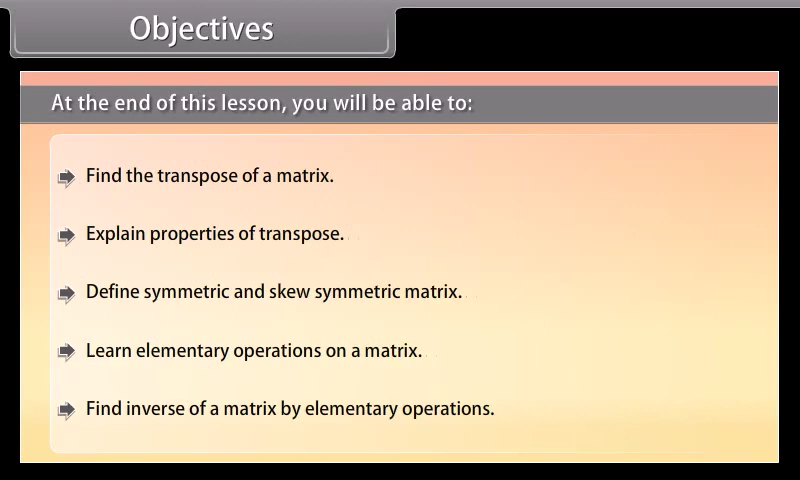 Objectives
At the end of this lesson, you will be able to:
Find the transpose of a matrix.
Explain properties of transpose.
Define symmetric and skew symmetric matrix.
Learn elementary operations on a matrix.
Find inverse of a matrix by elementary operations.